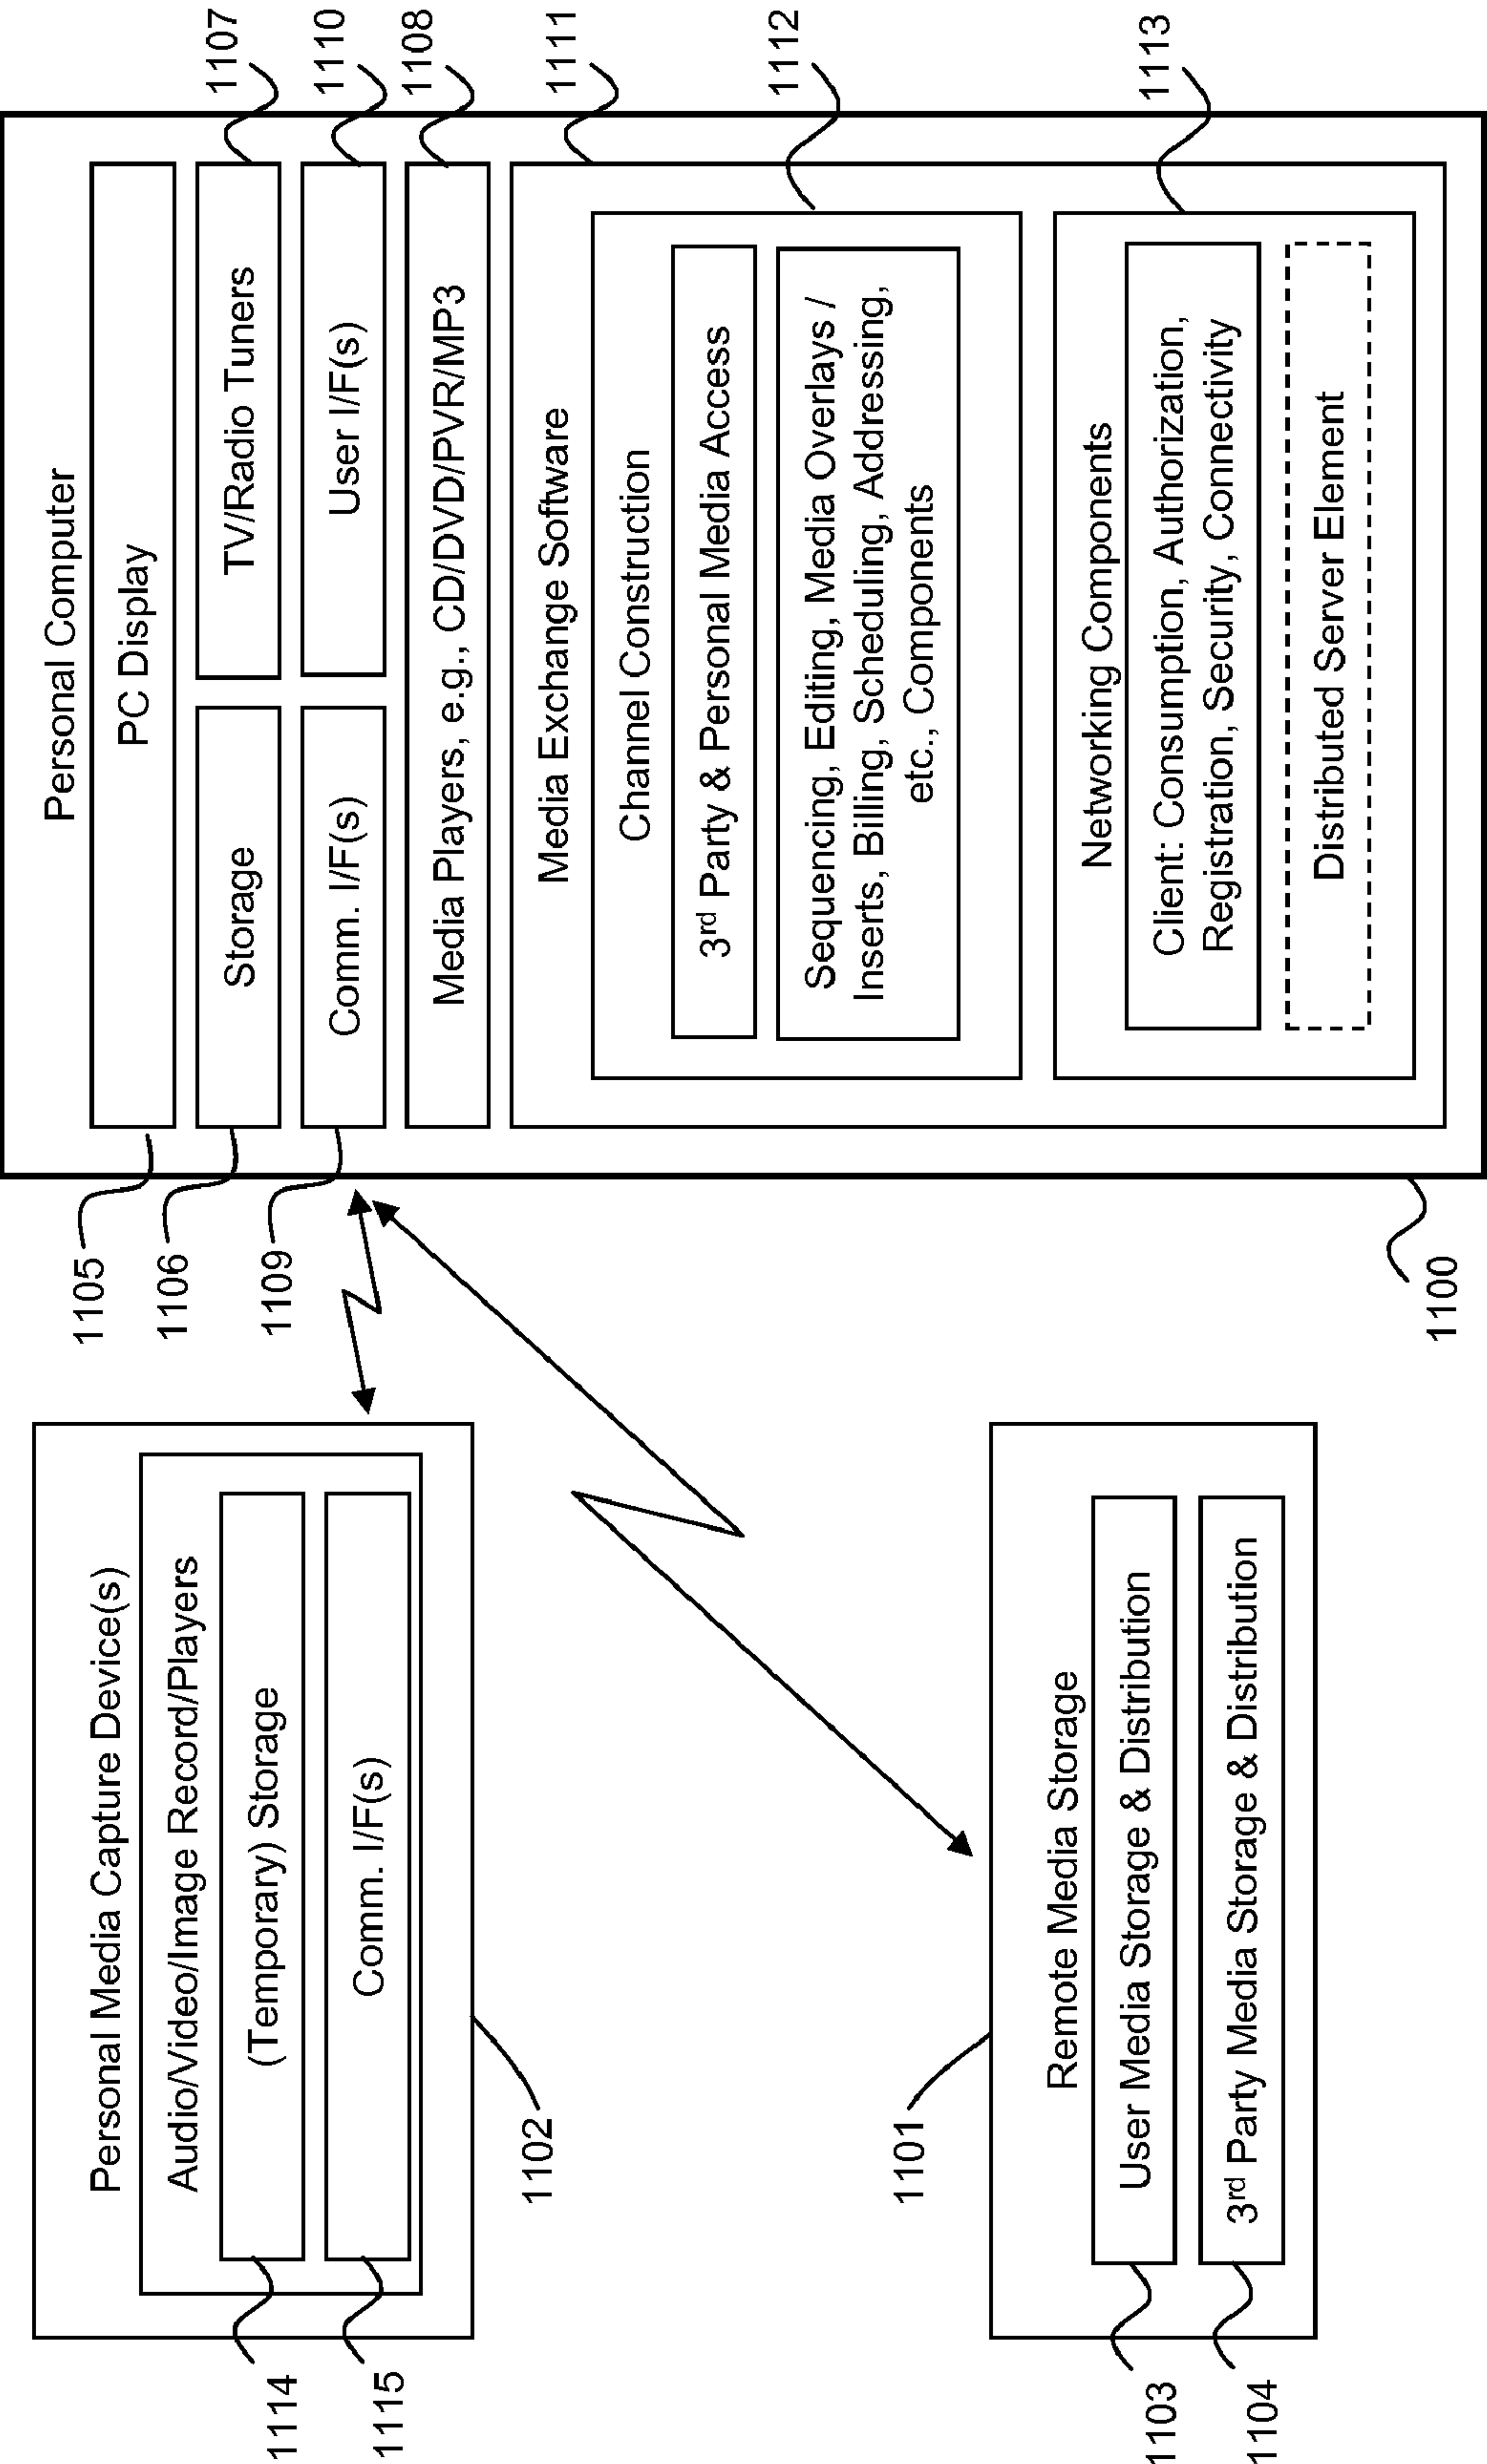 Personal Media Capture Device(s)
Audio/Video/Image Record/Players
(Temporary) Storage
Comm. I/F(s)
1114
1115
1102
Remote Media Storage
User Media Storage & Distribution
3rd Party Media Storage & Distribution
1101
1103
1104
Personal Computer
PC Display
Storage
TV/Radio Tuners
Comm. I/F(s)
User I/F(s)
Media Players, e.g., CD/DVD/PVR/MP3
Media Exchange Software
Channel Construction
3rd Party & Personal Media Access
Sequencing, Editing, Media Overlays /
Inserts, Billing, Scheduling, Addressing,
etc., Components
Networking Components
Client: Consumption, Authorization,
Registration, Security, Connectivity
Distributed Server Element
1105
1106
1109
1100
1107
1110
1108
1111
1112
1113